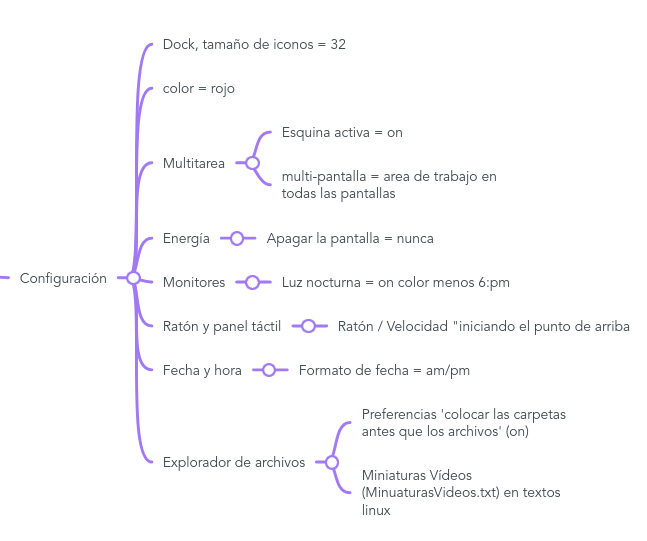 Dock, tamaño de iconos = 32
color = rojo
Multitarea
Esquina activa = on
multi-pantalla = area de trabajo en
todas las pantallas
Energía
Apagar la pantalla = nunca
Configuración
Monitores
Luz nocturna = on color menos 6:pm
Ratón y panel táctil
Ratón / Velocidad "iniciando el punto de arriba
Fecha y hora
Formato de fecha = am/pm
Explorador de archivos
Preferencias 'colocar las carpetas
antes que los archivos' (on)
Miniaturas Vídeos
(MinuaturasVideos.txt) en textos
linux